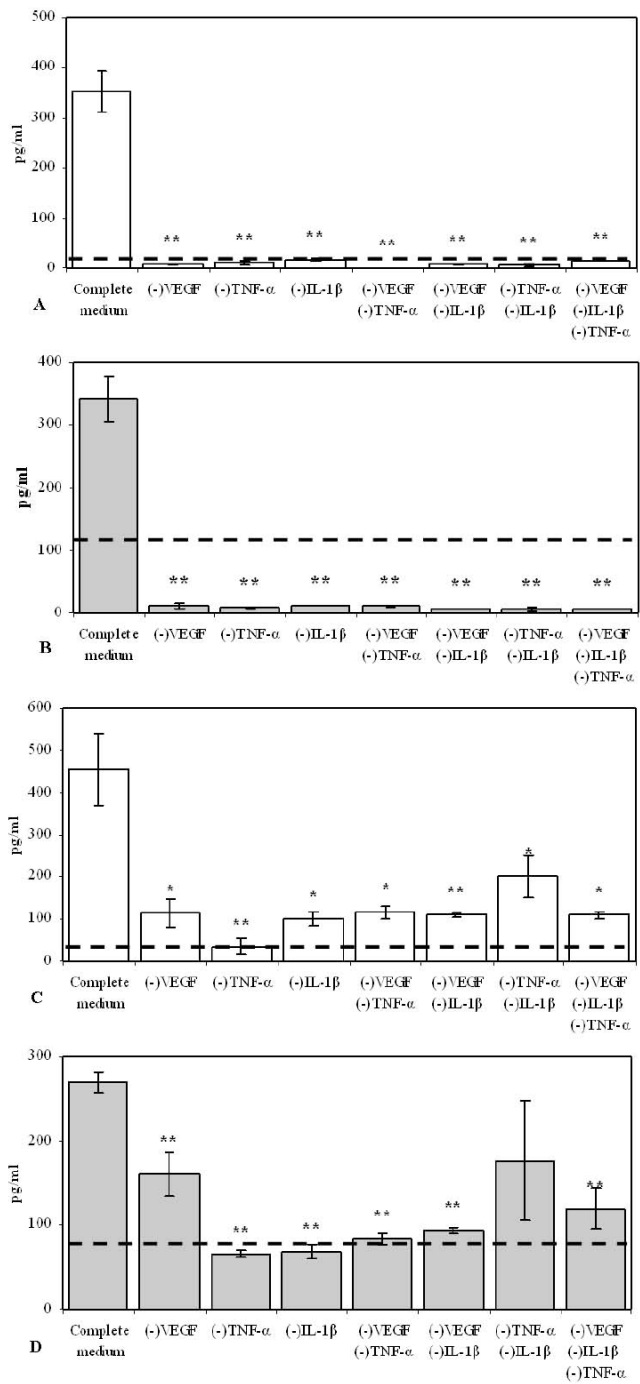 500
400
300
200
100
0
pg/ml
** ** ** ** ** ** **
A
Complete (-)VEGF (-)TNF-α (-)IL-1β (-)VEGF (-)VEGF (-)TNF-α (-)VEGF
medium (-)TNF-α (-)IL-1β (-)IL-1β (-)IL-1β
(-)TNF-α
400
300
200
100
0
pg/ml
** ** ** ** ** ** **
B
Complete (-)VEGF (-)TNF-α (-)IL-1β (-)VEGF (-)VEGF (-)TNF-α (-)VEGF
medium (-)TNF-α (-)IL-1β (-)IL-1β (-)IL-1β
(-)TNF-α
600
500
400
300
200
100
0
pg/ml
* ** * * ** * *
C
Complete (-)VEGF (-)TNF-α (-)IL-1β (-)VEGF (-)VEGF (-)TNF-α (-)VEGF
medium (-)TNF-α (-)IL-1β (-)IL-1β (-)IL-1β
(-)TNF-α
300
200
100
0
pg/ml
** ** ** ** ** **
D
Complete (-)VEGF (-)TNF-α (-)IL-1β (-)VEGF (-)VEGF (-)TNF-α (-)VEGF
medium (-)TNF-α (-)IL-1β (-)IL-1β (-)IL-1β
(-)TNF-α